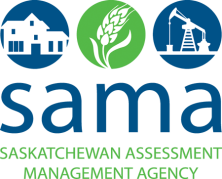 sama
SASKATCHEWAN ASSESSMENT
MANAGEMENT AGENCY